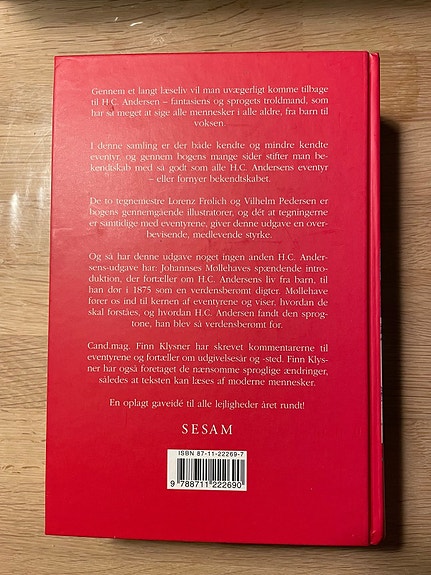 Gennem et langt læseliv vil man uvægerligt komme tilbage
til H.C. Andersen – fantasiens og sprogets troldmand, som
har så meget at sige alle mennesker i alle aldre, fra barn til
voksen.
I denne samling er der både kendte og mindre kendte
eventyr, og gennem bogens mange sider stifter man be-
kendtskab med så godt som alle H.C. Andersens eventyr
– eller fornyer bekendtskabet.
De to tegnemestre Lorenz Frølich og Vilhelm Pedersen er
bogens gennemgående illustratorer, og dét at tegningerne
er samtidige med eventyrene, giver denne udgave en over-
bevisende, medlevende styrke.
Og så har denne udgave noget ingen anden H.C. Ander-
sens-udgave har: Johannses Møllehaves spændende intro-
duktion, der fortæller om H.C. Andersens liv fra barn, til
han dør i 1875 som en verdensberømt digter. Møllehave
fører os ind til kernen af eventyrene og viser, hvordan de
skal forstås, og hvordan H.C. Andersen fandt den sprog-
tone, han blev så verdensberømt for.
Cand.mag. Finn Klysner har skrevet kommentarerne til
eventyrene og fortæller om udgivelsesår og -sted. Finn Klys-
ner har også foretaget de nænsomme sproglige ændringer,
således at teksten kan læses af moderne mennesker.
En oplagt gaveidé til alle lejligheder året rundt!
SESAM
ISBN 87-11-22269-7
9 788711 222690